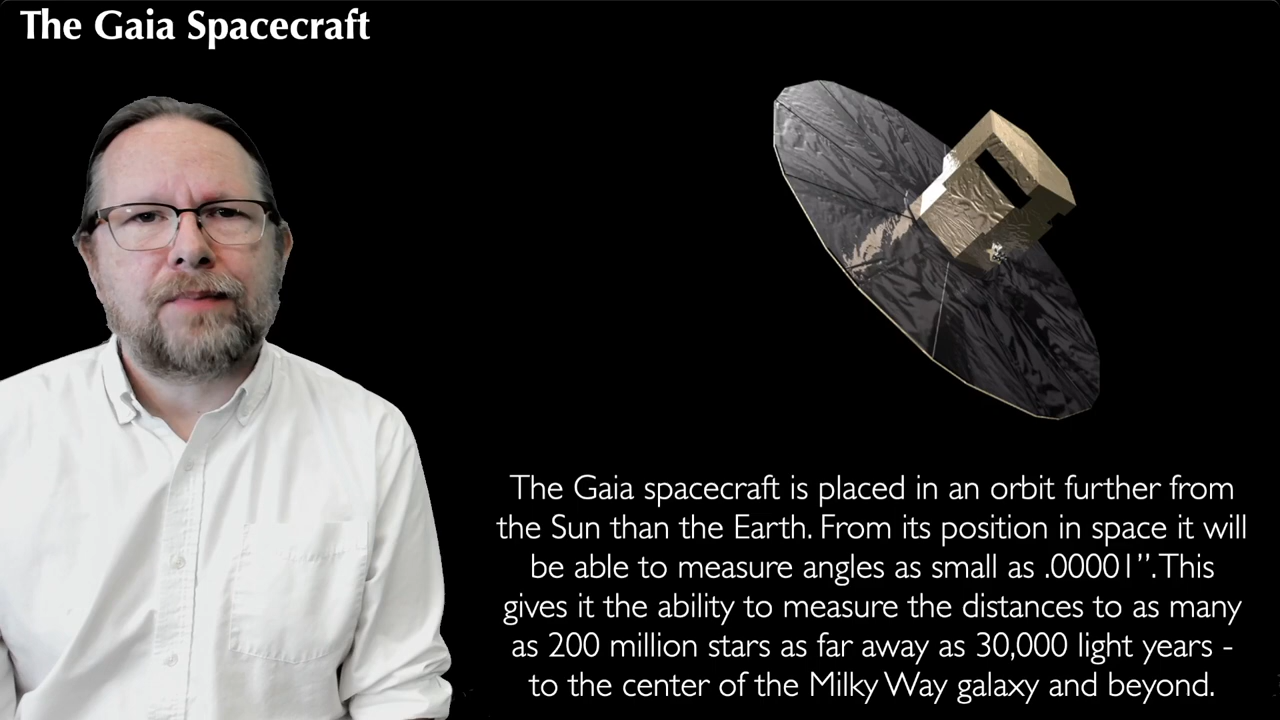 The Gaia Spacecraft
The Gaia spacecraft is placed in an orbit further from
the Sun than the Earth. From its position in space it will
be able to measure angles as small as .00001”. This
gives it the ability to measure the distances to as many
as 200 million stars as far away as 30,000 light years -
to the center of the Milky Way galaxy and beyond.